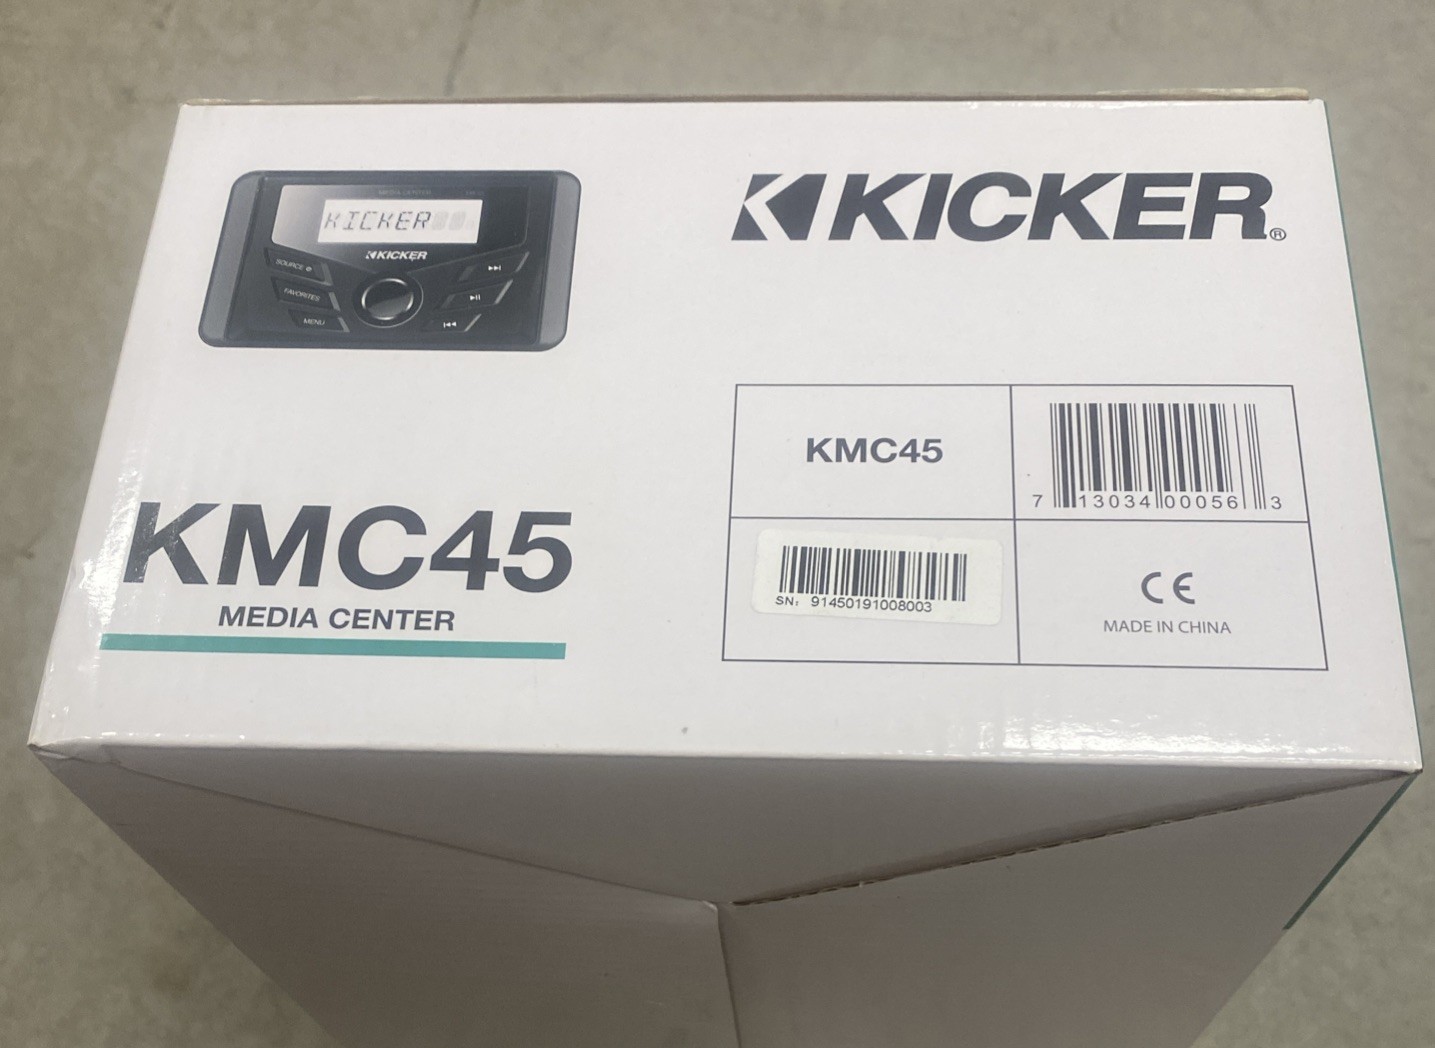 MEDIA CENTER
KICKER
KICKER
SOURCE
FAVORITES
MENU
KICKER®
KMC45
7 13034 00056 3
KMC45
MEDIA CENTER
SN: 91450191008003
CE
MADE IN CHINA